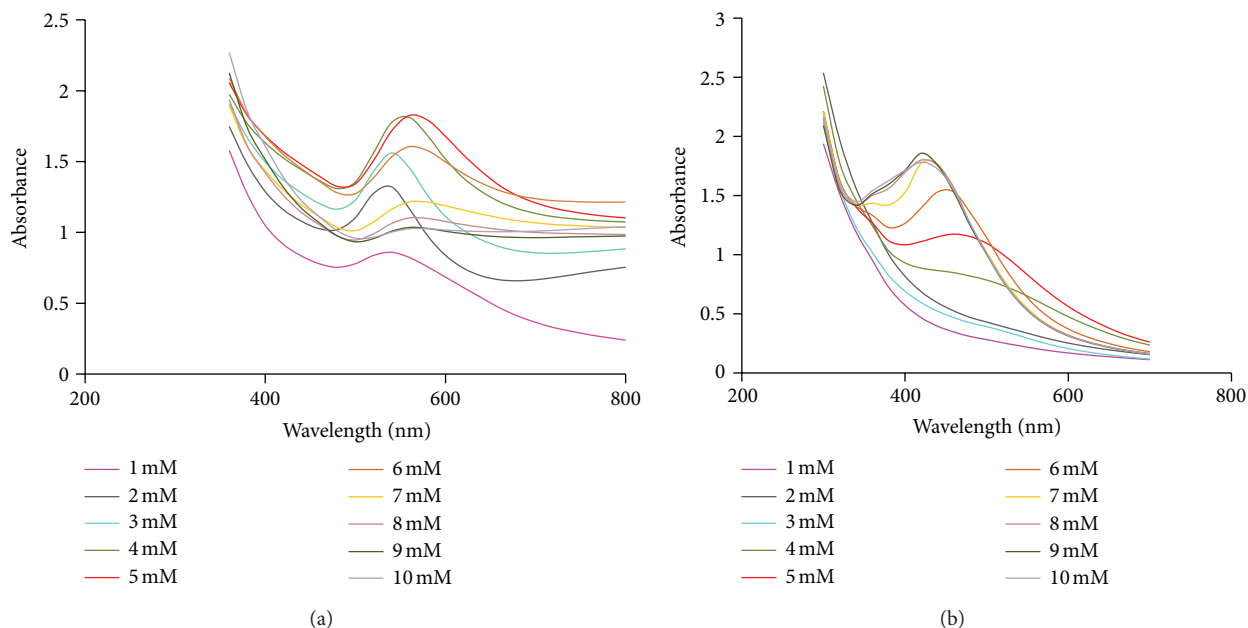 2.5
2
1.5
1
0.5
0
200
400
600
800
Absorbance
Wavelength (nm)
1 mM
2 mM
3 mM
4 mM
5 mM
6 mM
7 mM
8 mM
9 mM
10 mM
(a)
3
2.5
2
1.5
1
0.5
0
200
400
600
800
Absorbance
Wavelength (nm)
1 mM
2 mM
3 mM
4 mM
5 mM
6 mM
7 mM
8 mM
9 mM
10 mM
(b)